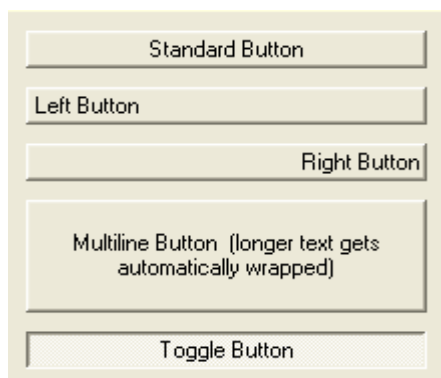 Standard Button
Left Button
Right Button
Multiline Button  (longer text gets
automatically wrapped)
Toggle Button